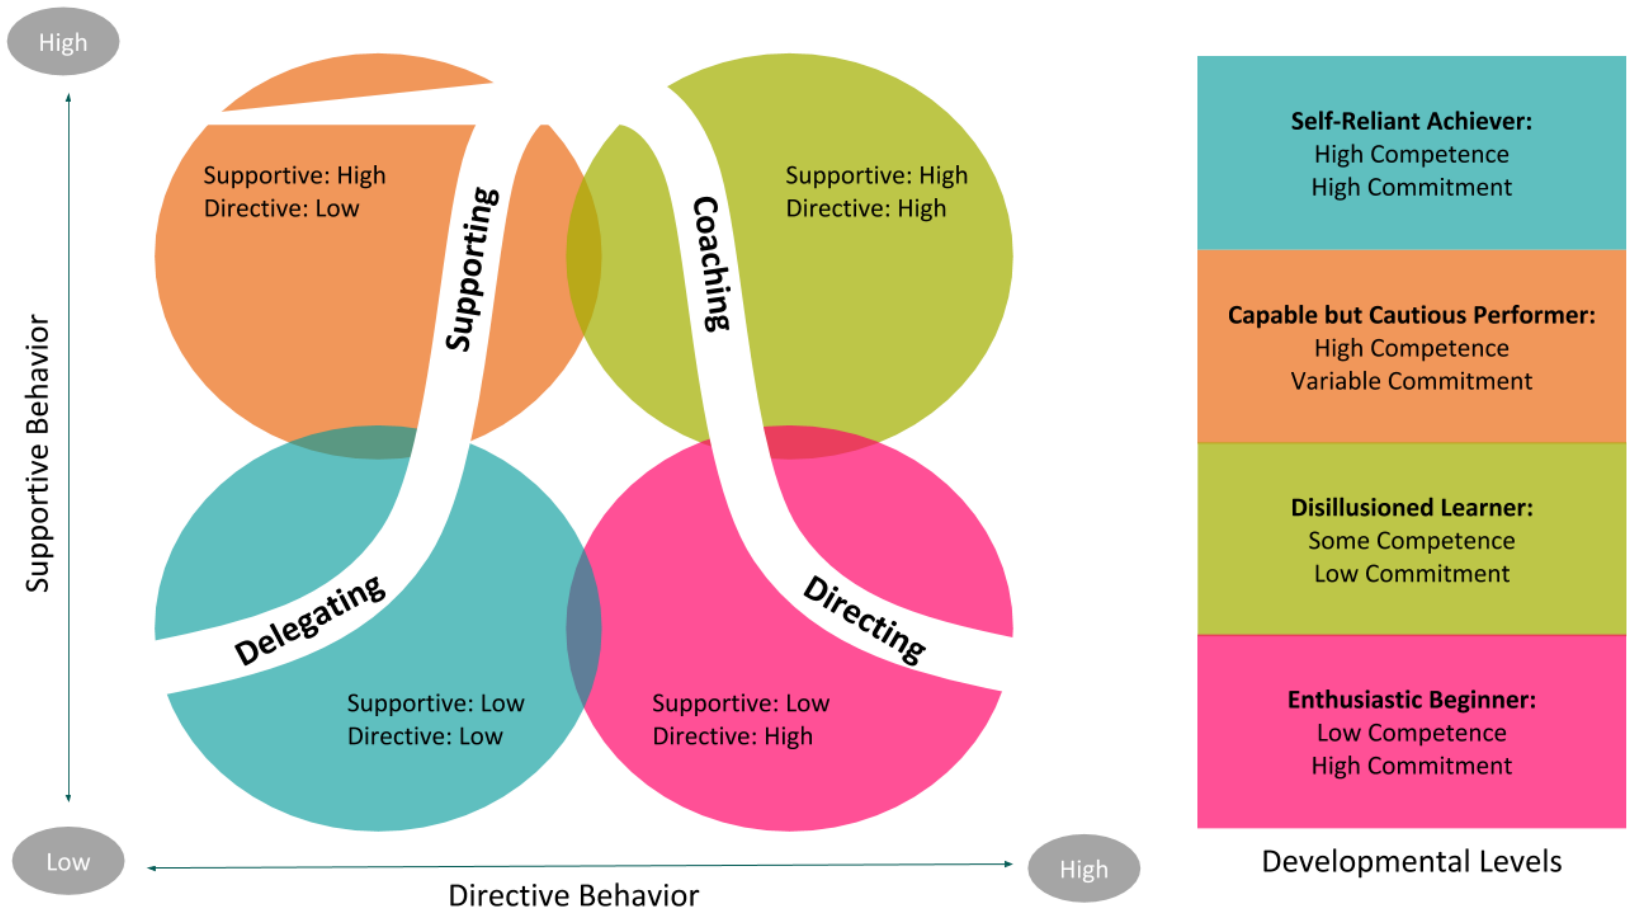 High
Supportive: High
Directive: Low
Supporting
Coaching
Supportive: High
Directive: High
Supportive Behavior
Delegating
Supportive: Low
Directive: Low
Directing
Supportive: Low
Directive: High
Low
Directive Behavior
High
Self-Reliant Achiever:
High Competence
High Commitment
Capable but Cautious Performer:
High Competence
Variable Commitment
Disillusioned Learner:
Some Competence
Low Commitment
Enthusiastic Beginner:
Low Competence
High Commitment
Developmental Levels